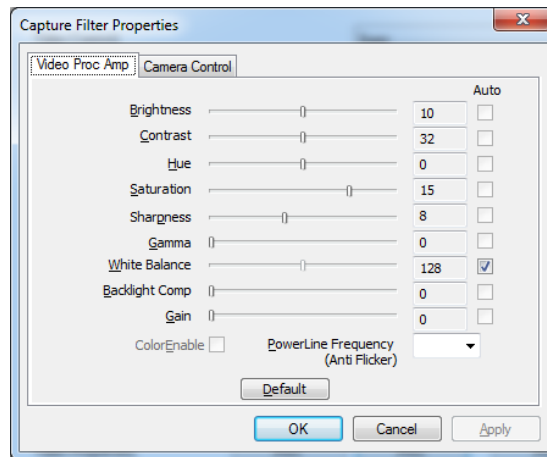 Capture Filter Properties
Video Proc Amp Camera Control
Auto
Brightness 10
Contrast 32
Hue 0
Saturation 15
Sharpness 8
Gamma 0
White Balance 128
Backlight Comp 0
Gain 0
ColorEnable PowerLine Frequency
(Anti Flicker)
Default
OK Cancel Apply